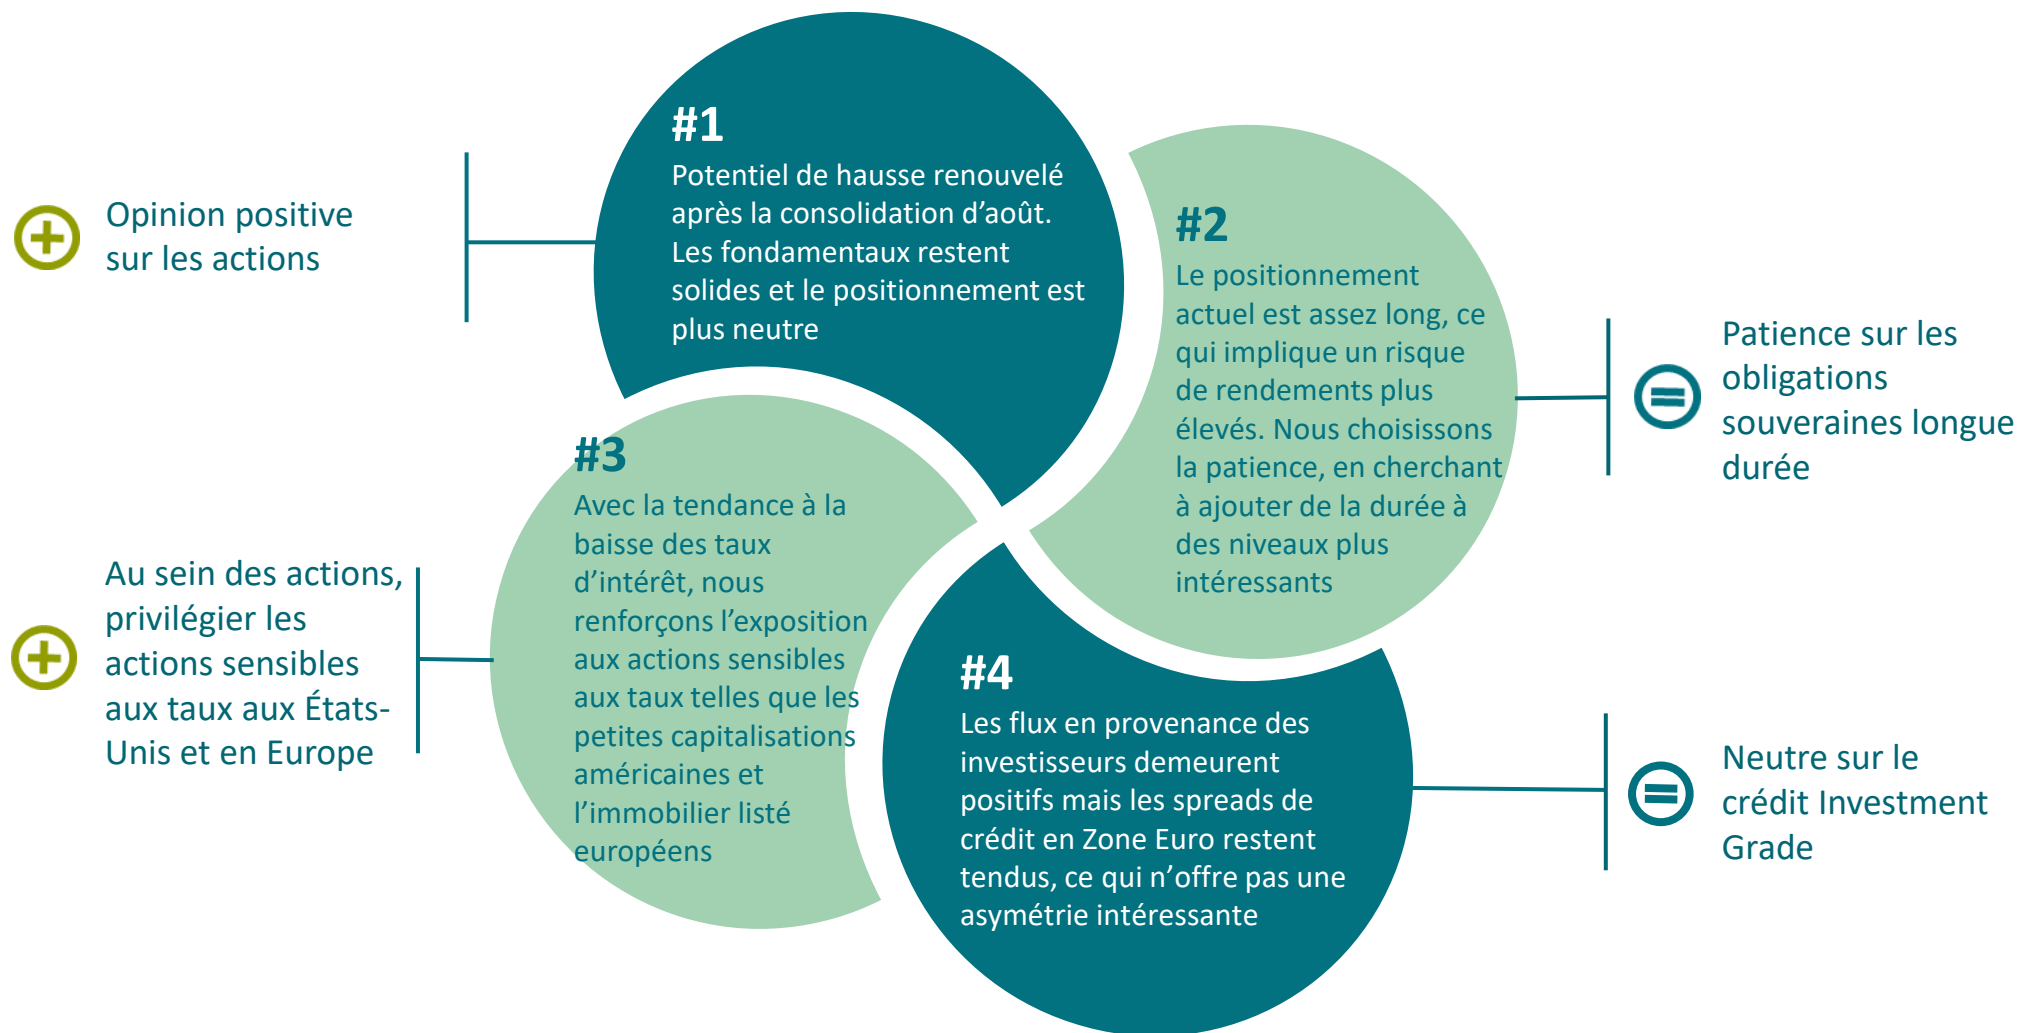 Opinion positive
sur les actions
#1
Potentiel de hausse renouvelé
après la consolidation d’août.
Les fondamentaux restent
solides et le positionnement est
plus neutre
#2
Le positionnement
actuel est assez long, ce
qui implique un risque
de rendements plus
élevés. Nous choisissons
la patience, en cherchant
à ajouter de la durée à
des niveaux plus
intéressants
Patience sur les
obligations
souveraines longue
durée
Au sein des actions,
privilégier les
actions sensibles
aux taux aux États-
Unis et en Europe
#3
Avec la tendance à la
baisse des taux
d’intérêt, nous
renforçons l’exposition
aux actions sensibles
aux taux telles que les
petites capitalisations
américaines et
l’immobilier listé
européens
#4
Les flux en provenance des
investisseurs demeurent
positifs mais les spreads de
crédit en Zone Euro restent
tendus, ce qui n’offre pas une
asymétrie intéressante
Neutre sur le
crédit Investment
Grade